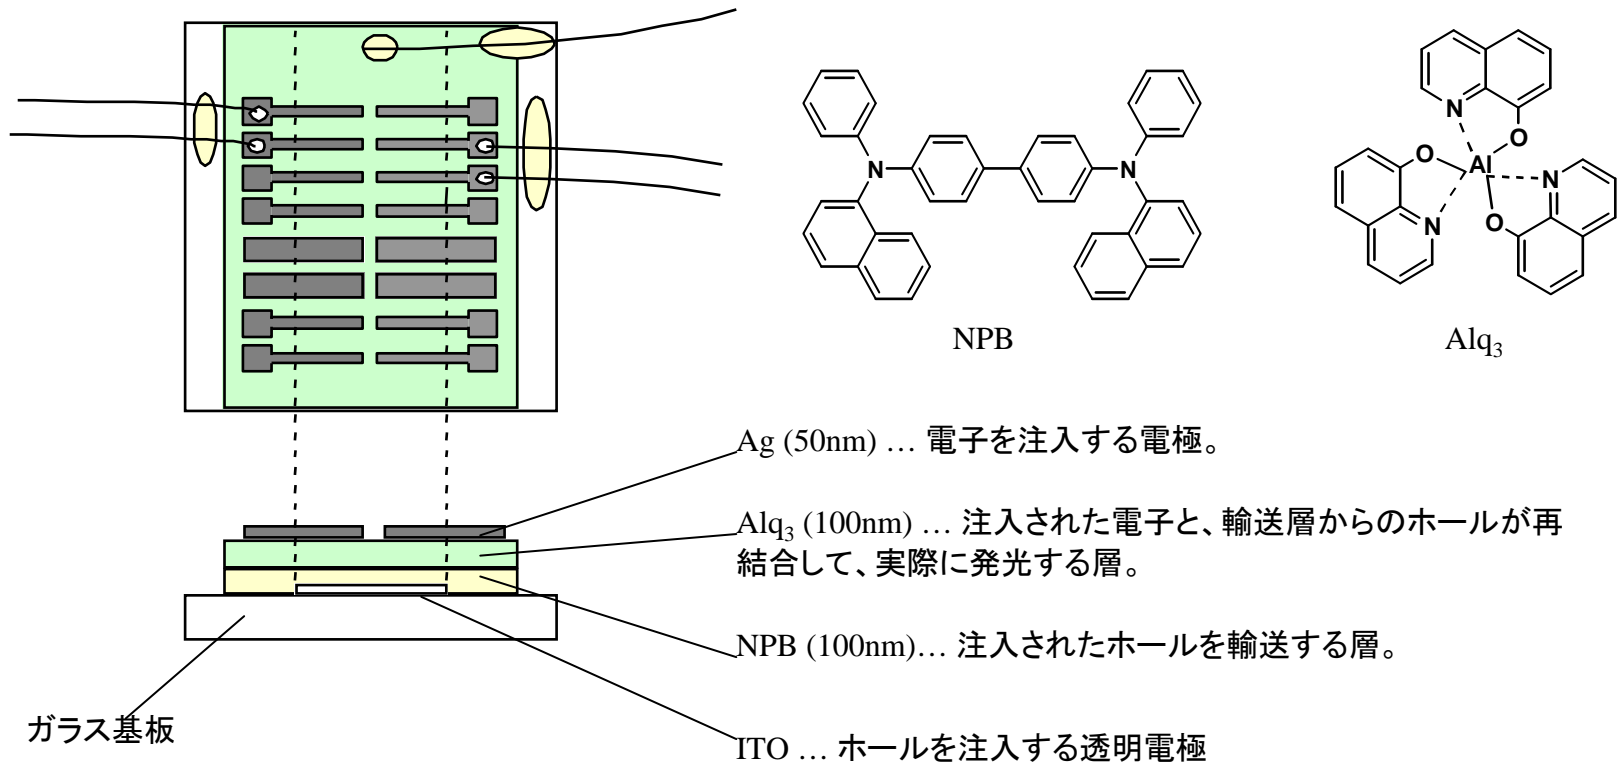 N
N
NPB
N
O
O
Al
N
N
O
Alq₃
Ag (50nm) … 電子を注入する電極。
Alq₃ (100nm) … 注入された電子と、輸送層からのホールが再
結合して、実際に発光する層。
NPB (100nm)… 注入されたホールを輸送する層。
ガラス基板
ITO … ホールを注入する透明電極